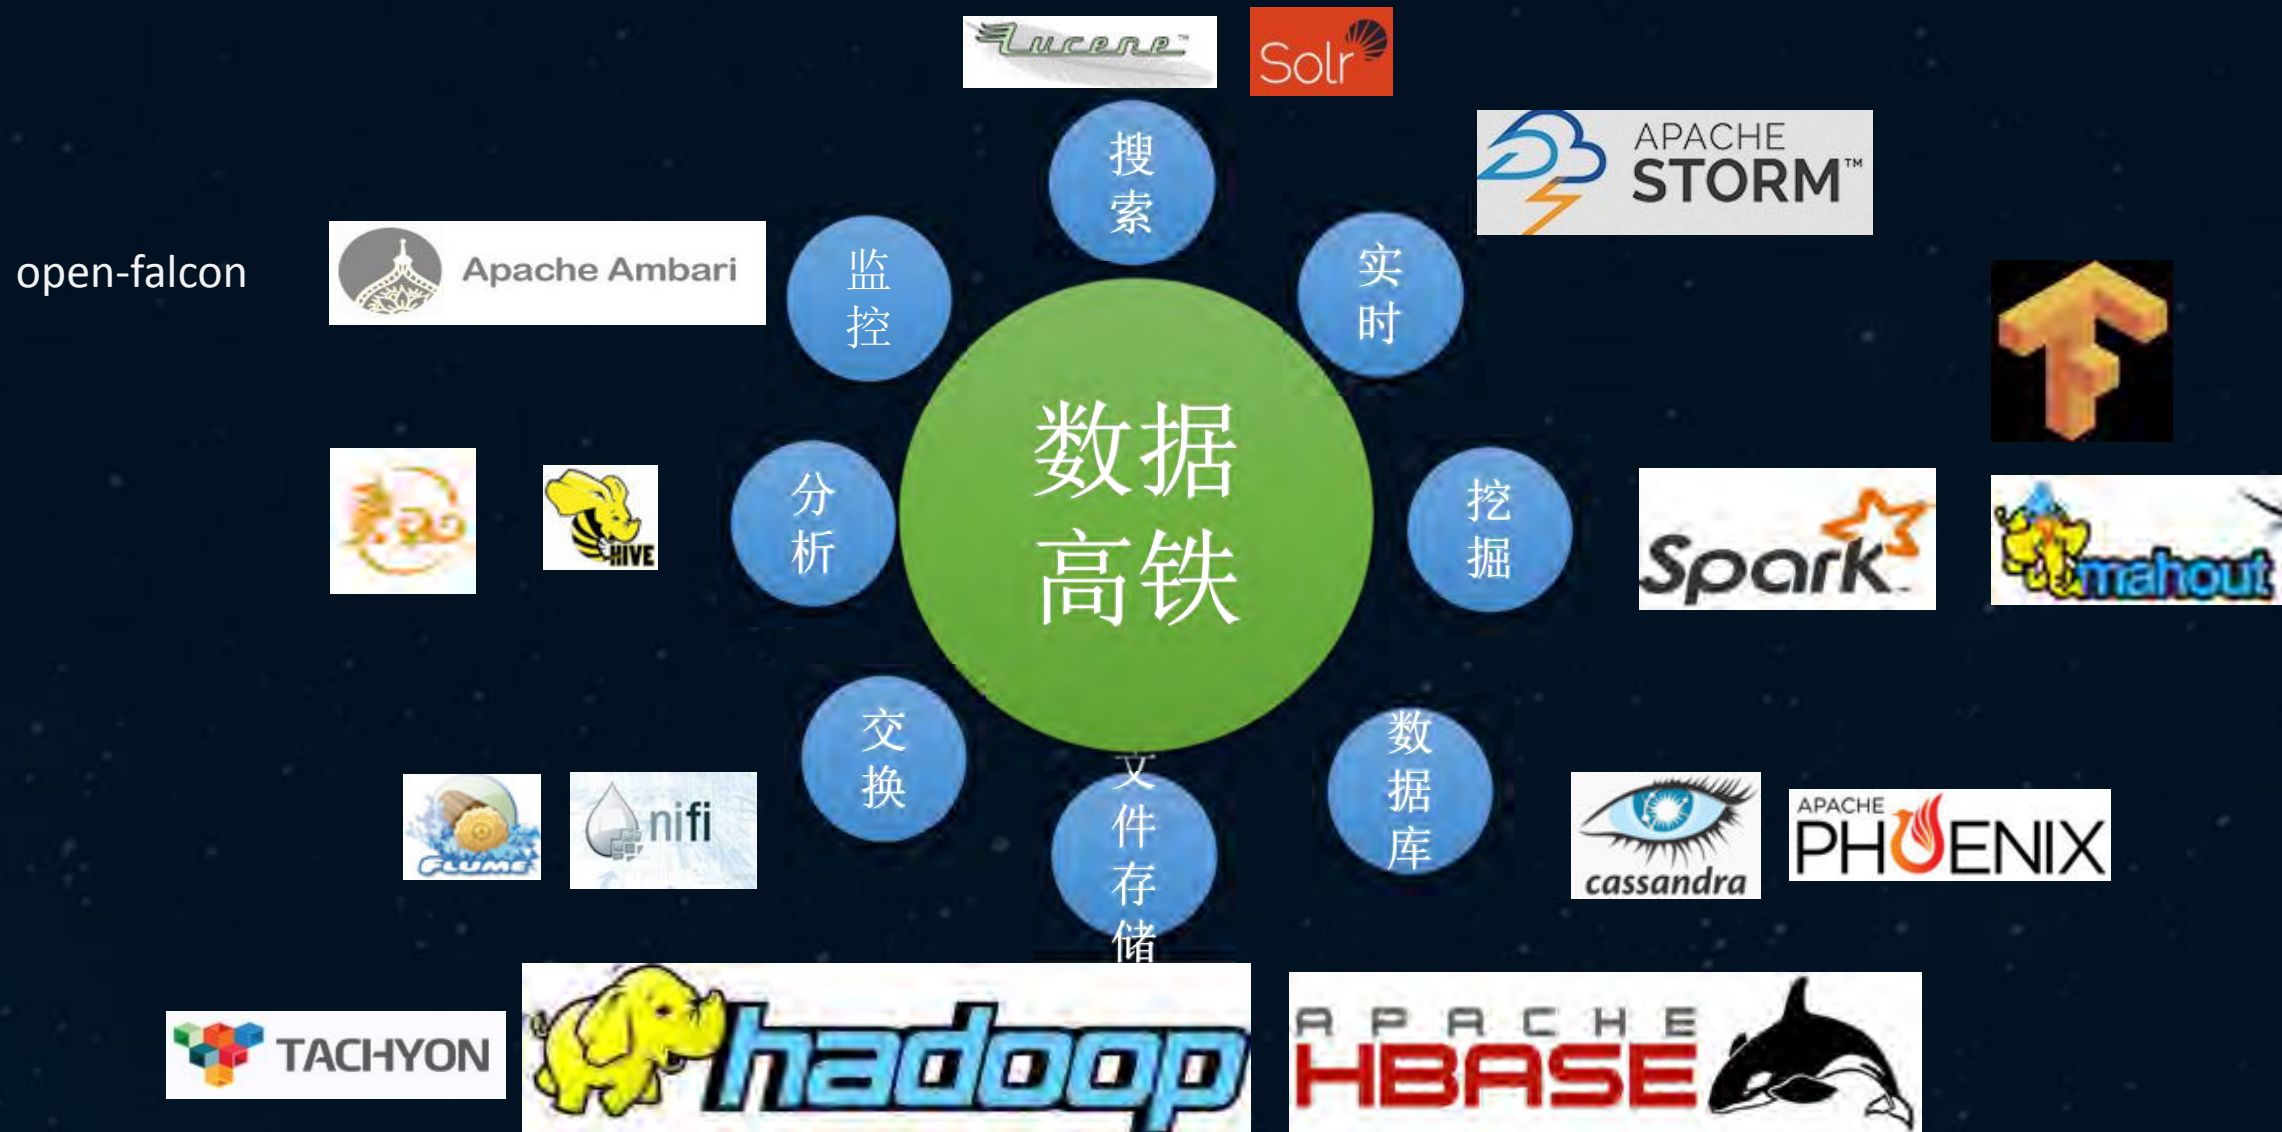 Lucene™
Solr
搜
索
APACHE
STORM™
open-falcon
Apache Ambari
监
控
实
时
数据
高铁
分
析
HIVE
挖
掘
Spark
mahout
交
换
数
据
库
文
件
存
储
FLUME
nifi
cassandra
APACHE
PHOENIX
TACHYON
hadoop
APACHE
HBASE